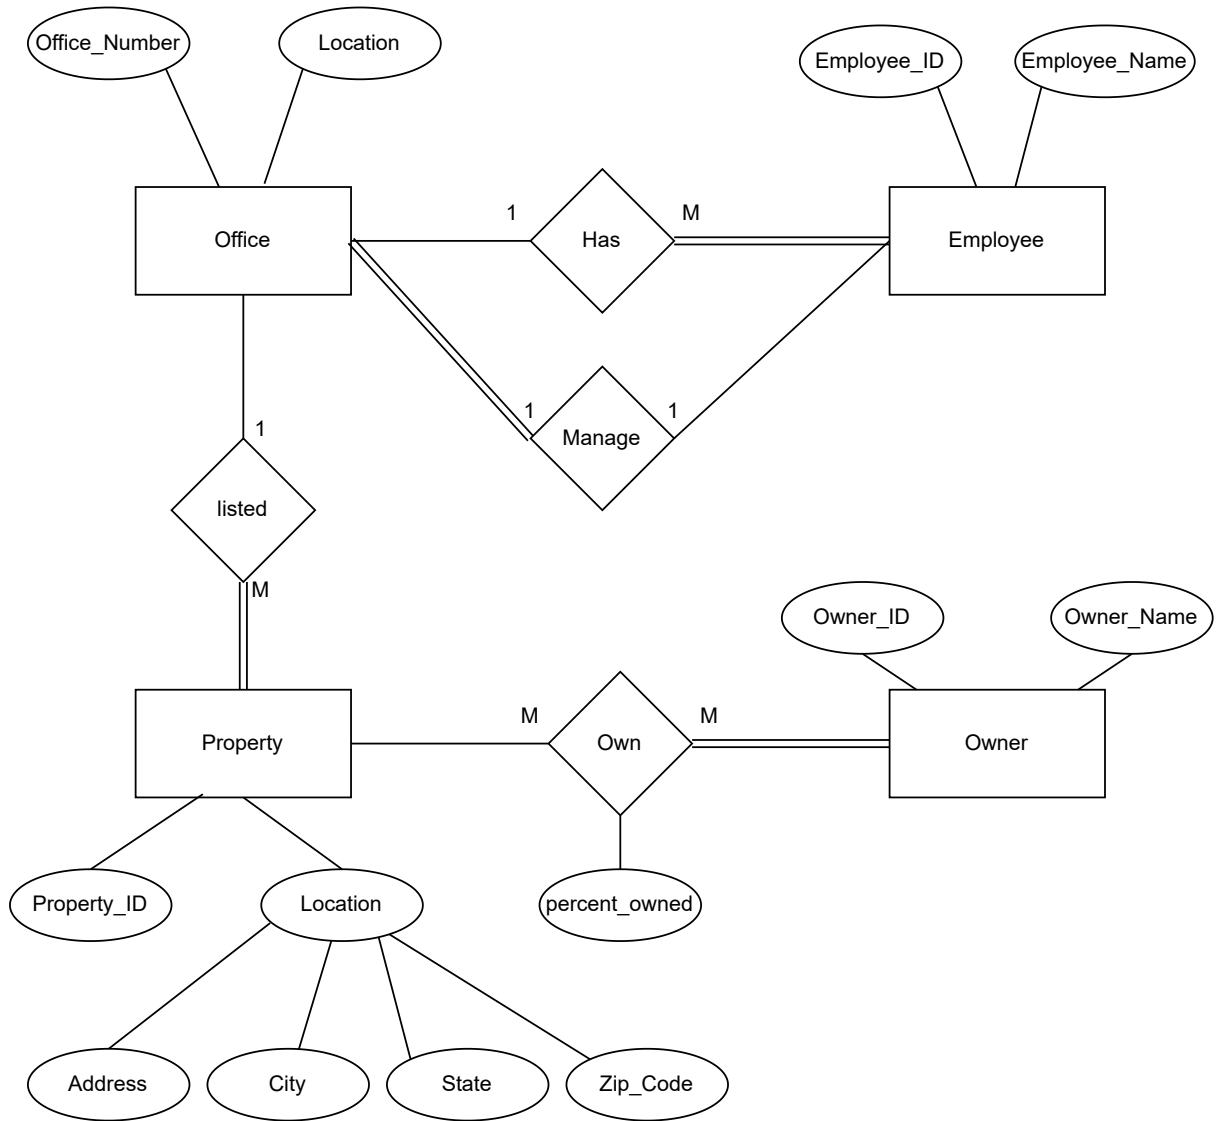 Office_Number
Location
Employee_ID
Employee_Name
Office
1
Has
M
Employee
1
Manage
1
1
listed
M
Owner_ID
Owner_Name
Property
M
Own
M
Owner
Property_ID
Location
percent_owned
Address
City
State
Zip_Code